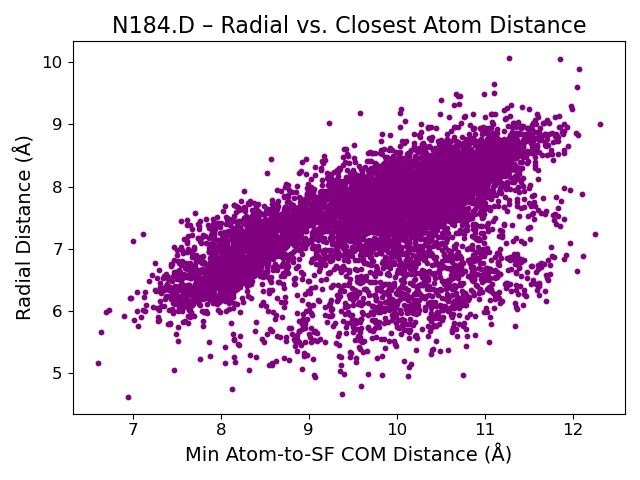 N184.D – Radial vs. Closest Atom Distance
Radial Distance (Å)
10
9
8
7
6
5
7 8 9 10 11 12
Min Atom-to-SF COM Distance (Å)